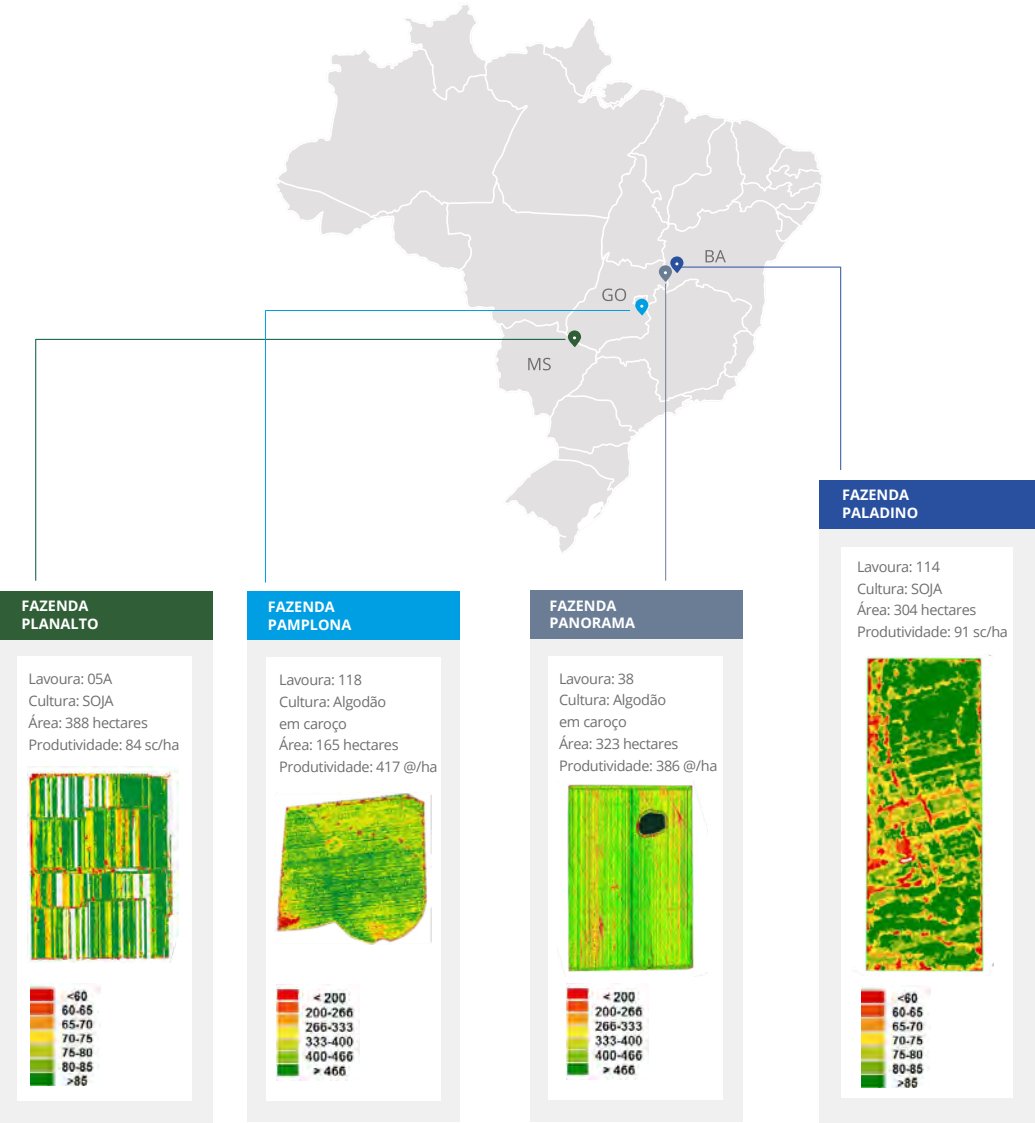 BA
GO
MS
FAZENDA
PLANALTO
Lavoura: 05A
Cultura: SOJA
Área: 388 hectares
Produtividade: 84 sc/ha
<60
60-65
65-70
70-75
75-80
80-85
>85
FAZENDA
PAMPLONA
Lavoura: 118
Cultura: Algodão
em caroço
Área: 165 hectares
Produtividade: 417 @/ha
< 200
200-266
266-333
333-400
400-466
> 466
FAZENDA
PANORAMA
Lavoura: 38
Cultura: Algodão
em caroço
Área: 323 hectares
Produtividade: 386 @/ha
< 200
200-266
266-333
333-400
400-466
> 466
FAZENDA
PALADINO
Lavoura: 114
Cultura: SOJA
Área: 304 hectares
Produtividade: 91 sc/ha
<60
60-65
65-70
70-75
75-80
80-85
>85